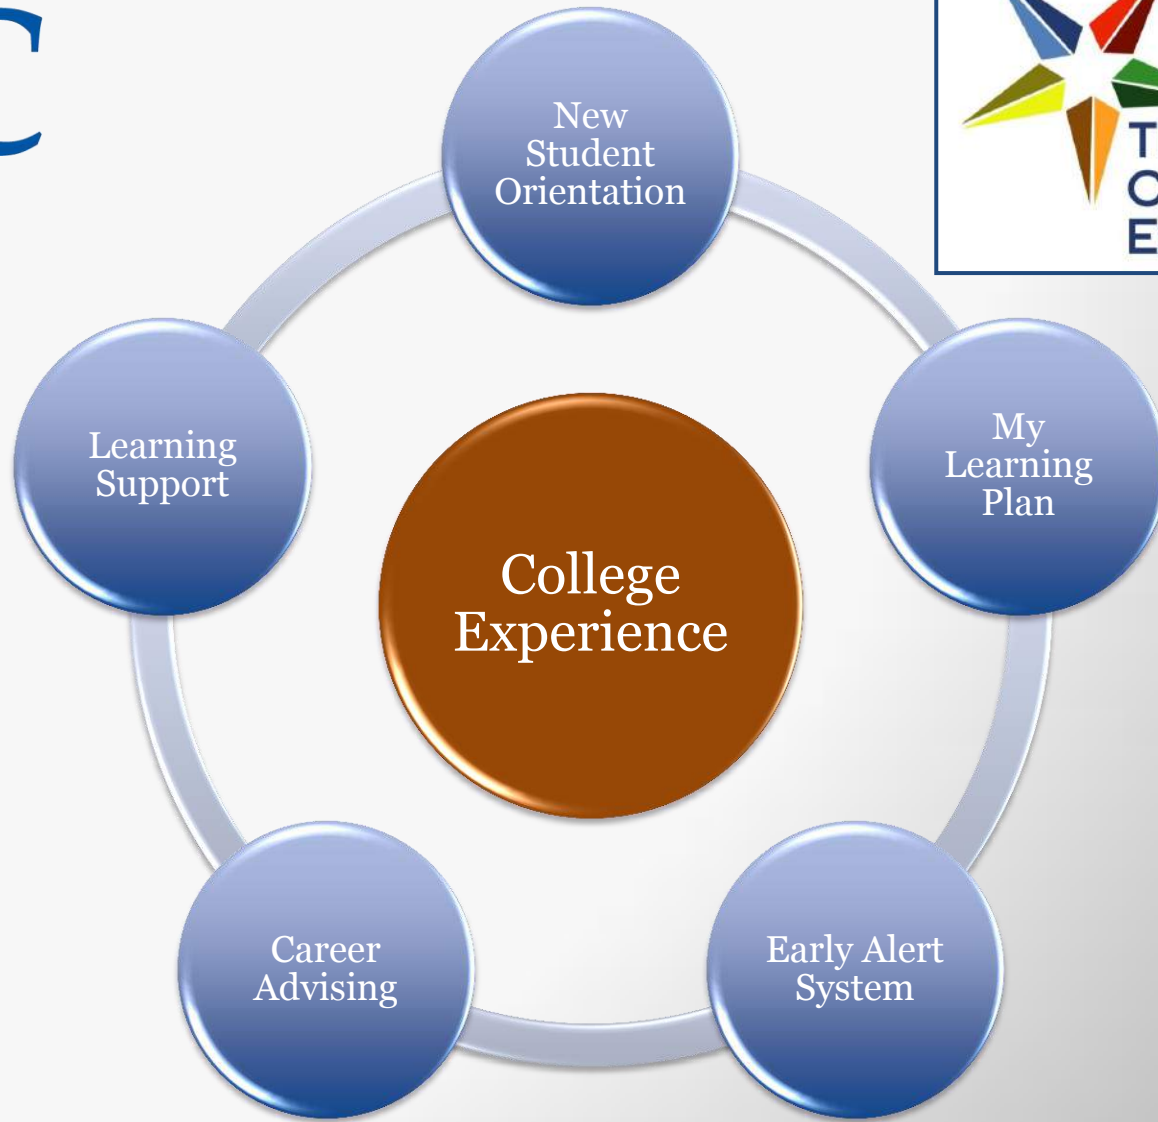 C
New
Student
Orientation
T
O
E
My
Learning
Plan
Learning
Support
College
Experience
Career
Advising
Early Alert
System